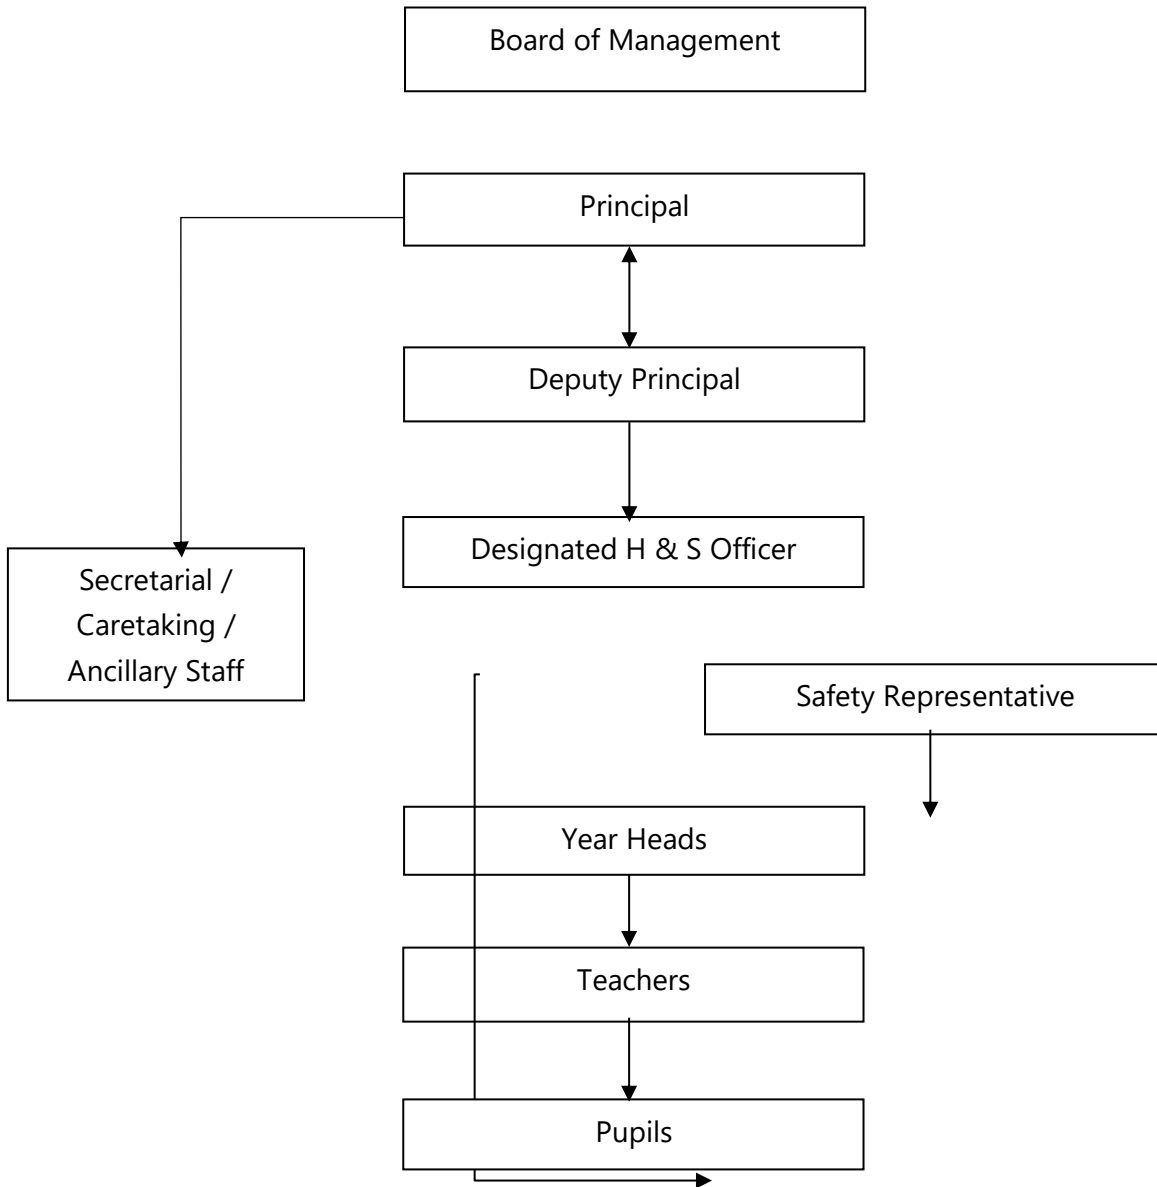 Board of Management
Principal
Deputy Principal
Designated H & S Officer
Secretarial /
Caretaking /
Ancillary Staff
Safety Representative
Year Heads
Teachers
Pupils